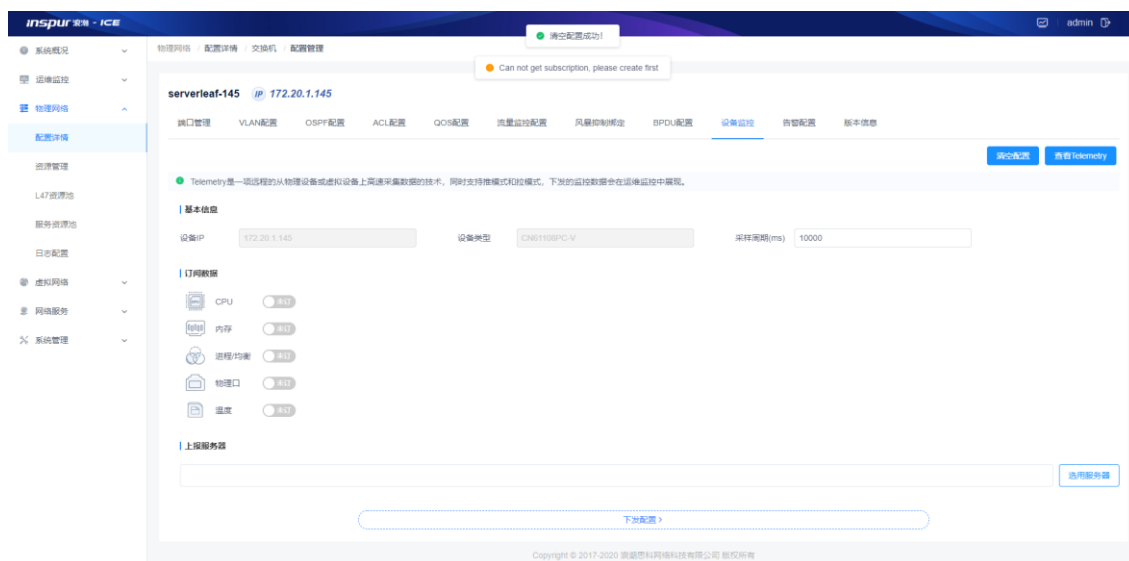 inspur 浪潮 - ICE
admin
清空配置成功!
系统概况
物理网络 / 配置详情 / 交换机 / 配置管理
Can not get subscription, please create first
运维监控
serverleaf-145 IP 172.20.1.145
物理网络
端口管理 VLAN配置 OSPF配置 ACL配置 QOS配置 流量监控配置 风暴抑制绑定 BPDU配置 设备监控 告警配置 版本信息
配置详情
清空配置 查看Telemetry
资源管理
Telemetry是一项远程的从物理设备或虚拟设备上高速采集数据的技术，同时支持推模式和拉模式，下发的监控数据会在运维监控中展现。
L47资源池
基本信息
服务资源池
设备IP 172.20.1.145 设备类型 CN61108PC-V 采样周期(ms) 10000
日志配置
订阅数据
虚拟网络
CPU 未订
网络服务
内存 未订
系统管理
进程/均衡 未订
物理口 未订
温度 未订
上报服务器
选用服务器
下发配置 >
Copyright © 2017-2020 浪潮思科网络科技有限公司 版权所有